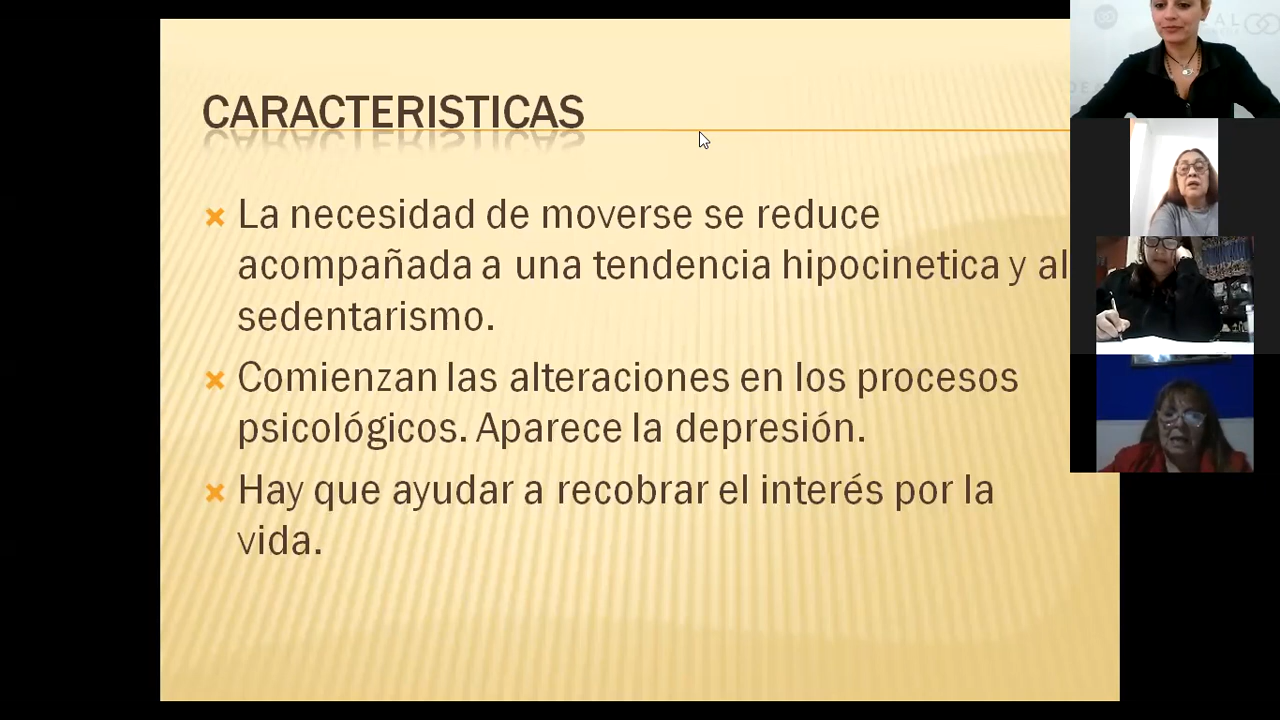 CARACTERISTICAS
La necesidad de moverse se reduce
acompañada a una tendencia hipocinetica y al
sedentarismo.
Comienzan las alteraciones en los procesos
psicológicos. Aparece la depresión.
Hay que ayudar a recobrar el interés por la
vida.